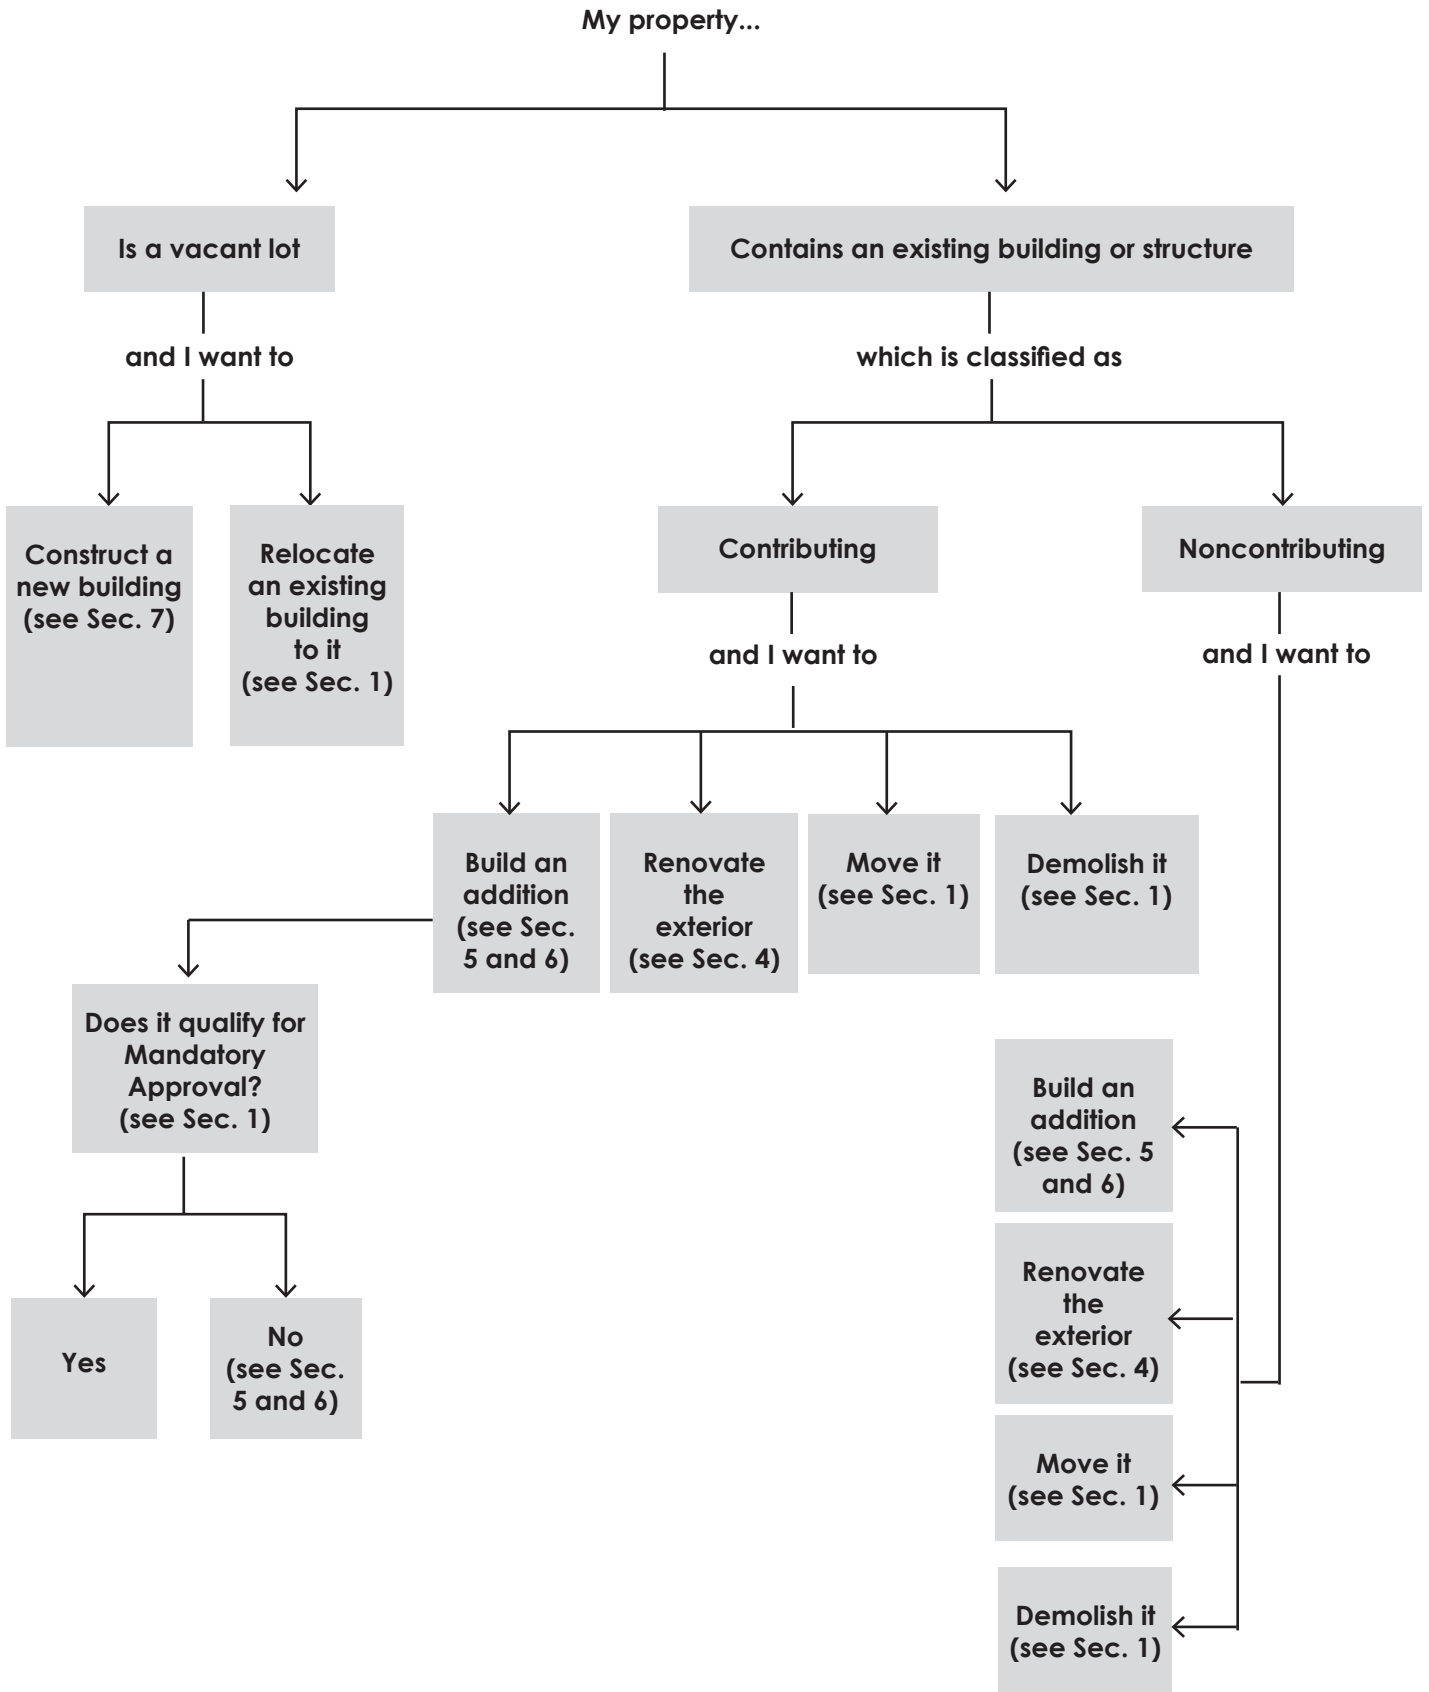 My property...
Is a vacant lot
Contains an existing building or structure
and I want to
which is classified as
Construct a
new building
(see Sec. 7)
Relocate
an existing
building
to it
(see Sec. 1)
Contributing
Noncontributing
and I want to
and I want to
Build an
addition
(see Sec.
5 and 6)
Renovate
the
exterior
(see Sec. 4)
Move it
(see Sec. 1)
Demolish it
(see Sec. 1)
Does it qualify for
Mandatory
Approval?
(see Sec. 1)
Yes
No
(see Sec.
5 and 6)
Build an
addition
(see Sec. 5
and 6)
Renovate
the
exterior
(see Sec. 4)
Move it
(see Sec. 1)
Demolish it
(see Sec. 1)